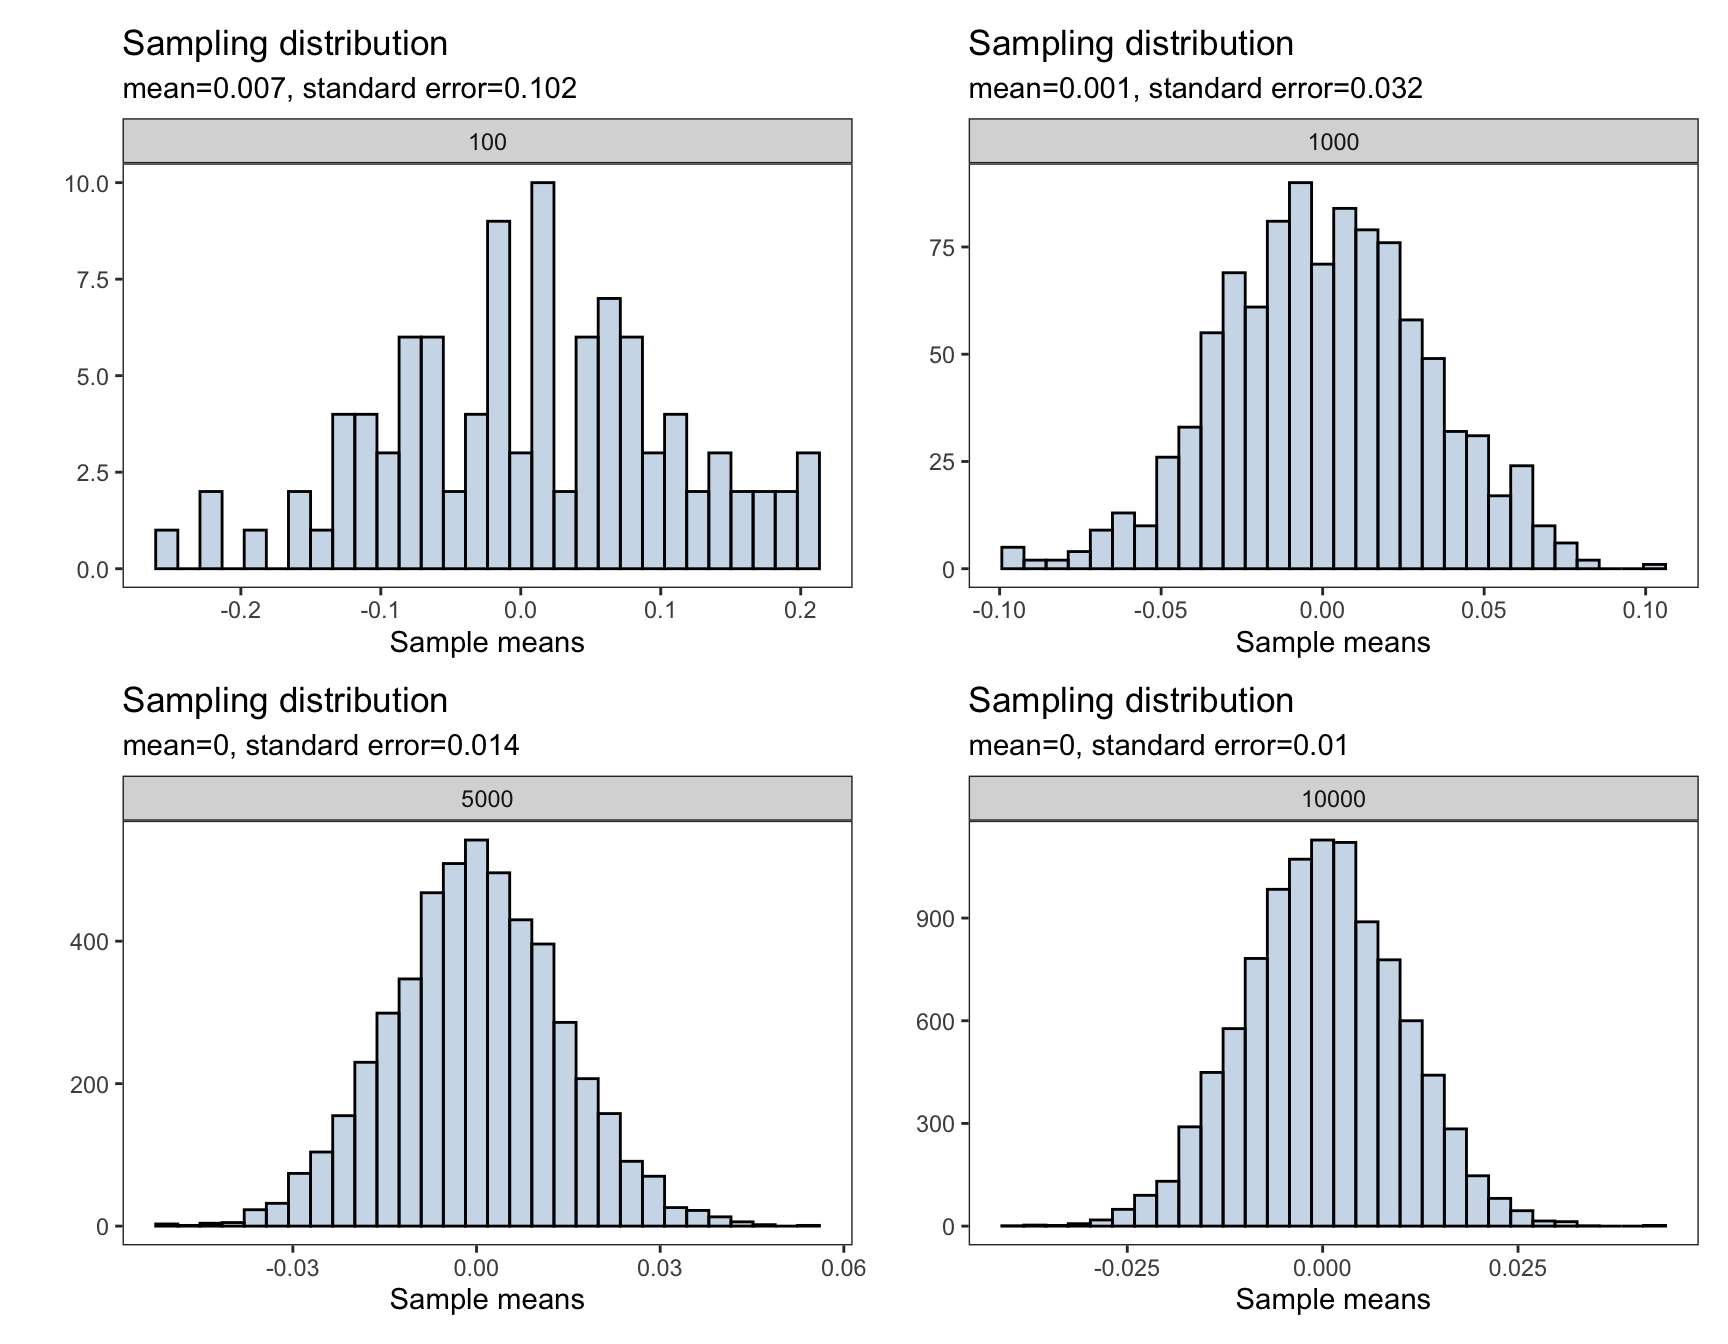 Sampling distribution
mean=0.007, standard error=0.102
100
10.0
7.5
5.0
2.5
0.0
-0.2 -0.1 0.0 0.1 0.2
Sample means
Sampling distribution
mean=0.001, standard error=0.032
1000
75
50
25
0
-0.10 -0.05 0.00 0.05 0.10
Sample means
Sampling distribution
mean=0, standard error=0.014
5000
400
200
0
-0.03 0.00 0.03 0.06
Sample means
Sampling distribution
mean=0, standard error=0.01
10000
900
600
300
0
-0.025 0.000 0.025
Sample means